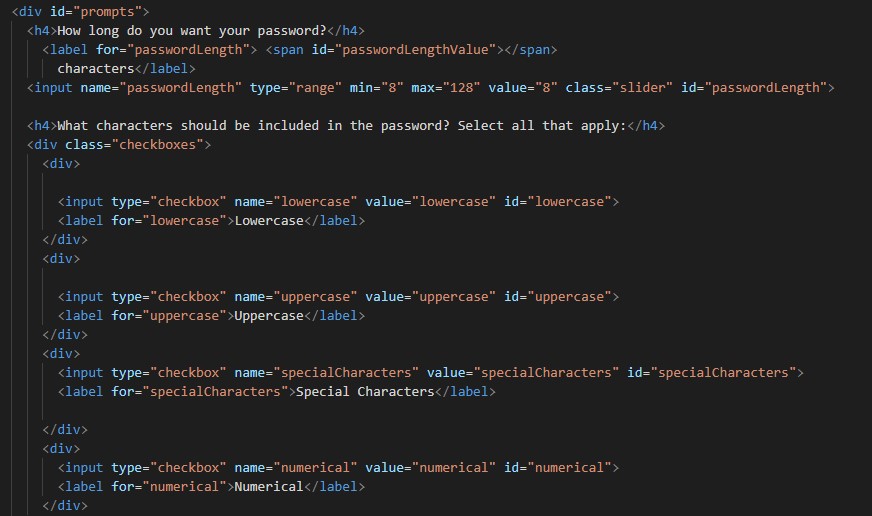 <div id="prompts">
<h4>How long do you want your password?</h4>
<label for="passwordLength"> <span id="passwordLengthValue"></span>
characters</label>
<input name="passwordLength" type="range" min="8" max="128" value="8" class="slider" id="passwordLength">
<h4>What characters should be included in the password? Select all that apply:</h4>
<div class="checkboxes">
<div>
<input type="checkbox" name="lowercase" value="lowercase" id="lowercase">
<label for="lowercase">Lowercase</label>
</div>
<div>
<input type="checkbox" name="uppercase" value="uppercase" id="uppercase">
<label for="uppercase">Uppercase</label>
</div>
<div>
<input type="checkbox" name="specialCharacters" value="specialCharacters" id="specialCharacters">
<label for="specialCharacters">Special Characters</label>
</div>
<div>
<input type="checkbox" name="numerical" value="numerical" id="numerical">
<label for="numerical">Numerical</label>
</div>